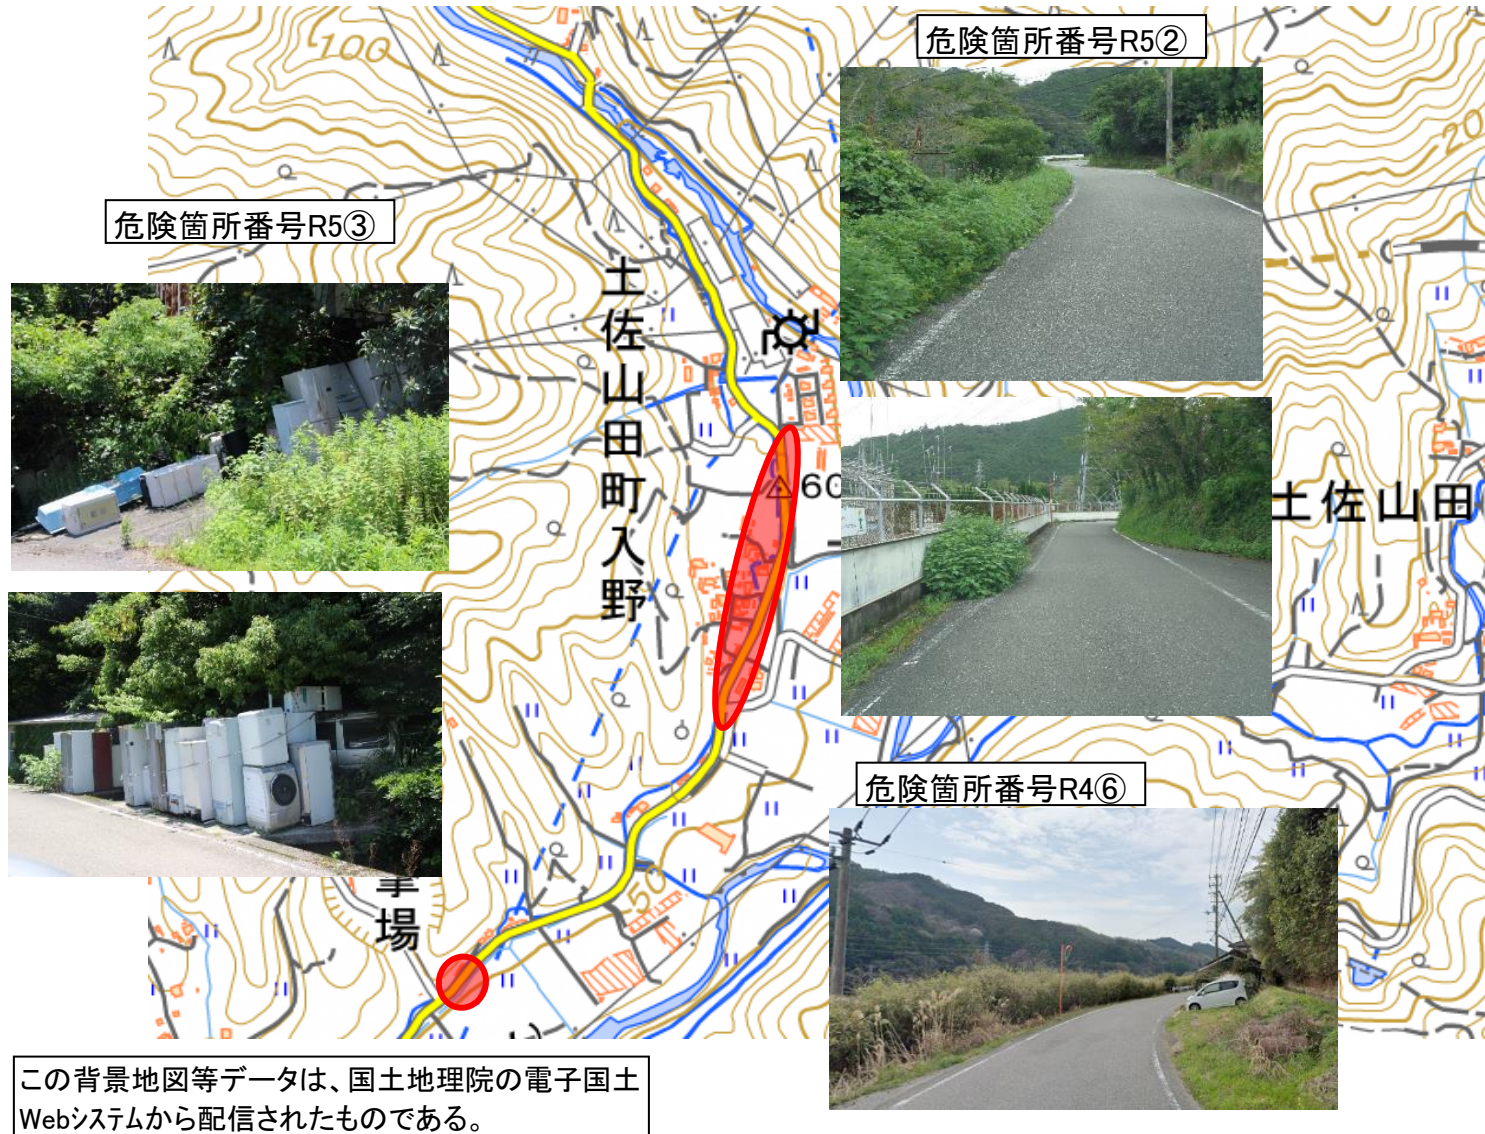 危険箇所番号R5②
100
20
危険箇所番号R5③
土佐山田町入野
60
土佐山田
危険箇所番号R4⑥
50
場
この背景地図等データは、国土地理院の電子国土
Webシステムから配信されたものである。